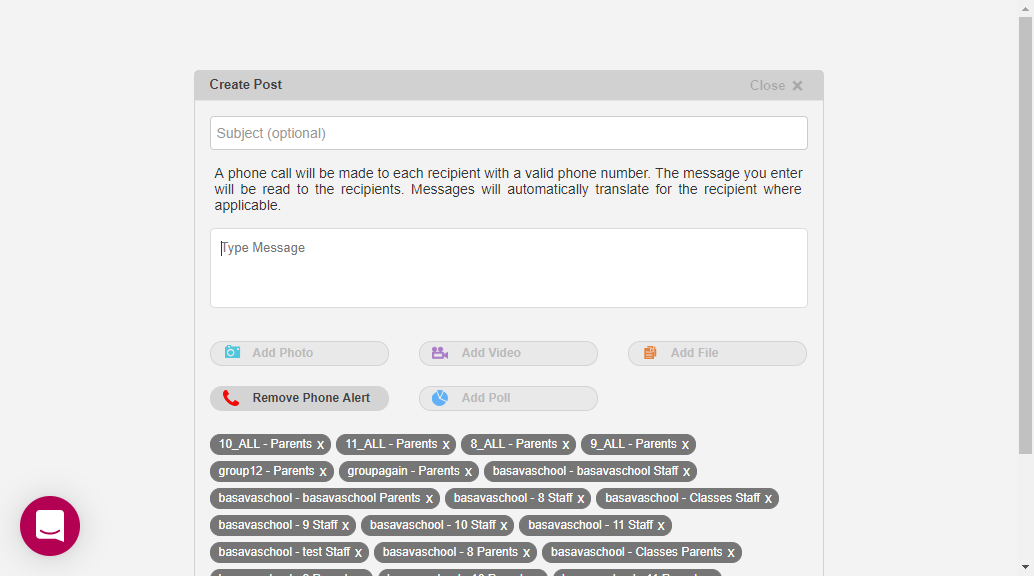 Create Post
Close ×
Subject (optional)
A phone call will be made to each recipient with a valid phone number. The message you enter
will be read to the recipients. Messages will automatically translate for the recipient where
applicable.
Type Message
Add Photo Add Video Add File
Remove Phone Alert Add Poll
10_ALL - Parents x 11_ALL - Parents x 8_ALL - Parents x 9_ALL - Parents x
group12 - Parents x groupagain - Parents x basavaschool - basavaschool Staff x
basavaschool - basavaschool Parents x basavaschool - 8 Staff x basavaschool - Classes Staff x
basavaschool - 9 Staff x basavaschool - 10 Staff x basavaschool - 11 Staff x
basavaschool - test Staff x basavaschool - 8 Parents x basavaschool - Classes Parents x